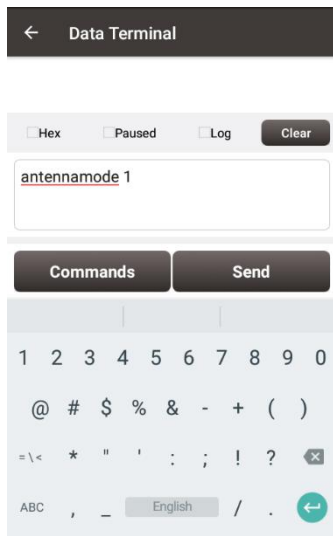 ← Data Terminal
Hex Paused Log Clear
antennamode 1
Commands Send
1 2 3 4 5 6 7 8 9 0
@ # $ % & - + ( )
= \ < * " ' : ; ! ?
ABC , _ English / .